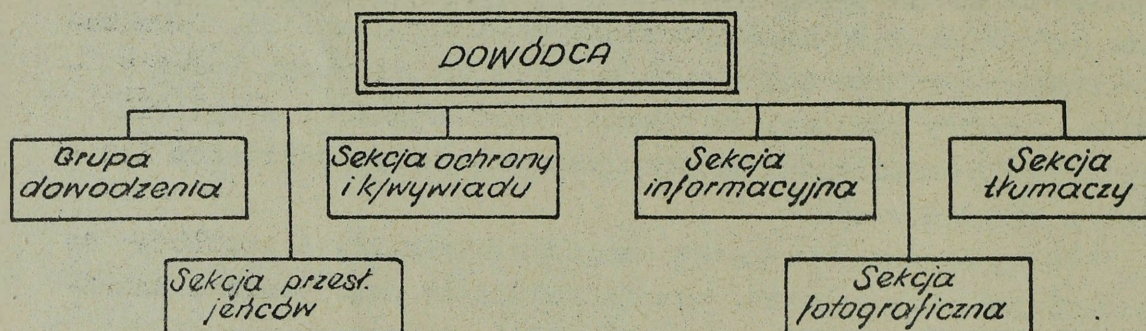 DOWÓDCA
Grupa
dowodzenia
Sekcja ochrony
i k/wywiadu
Sekcja
informacyjna
Sekcja
tłumaczy
Sekcja przesł.
jeńców
Sekcja
fotograficzna